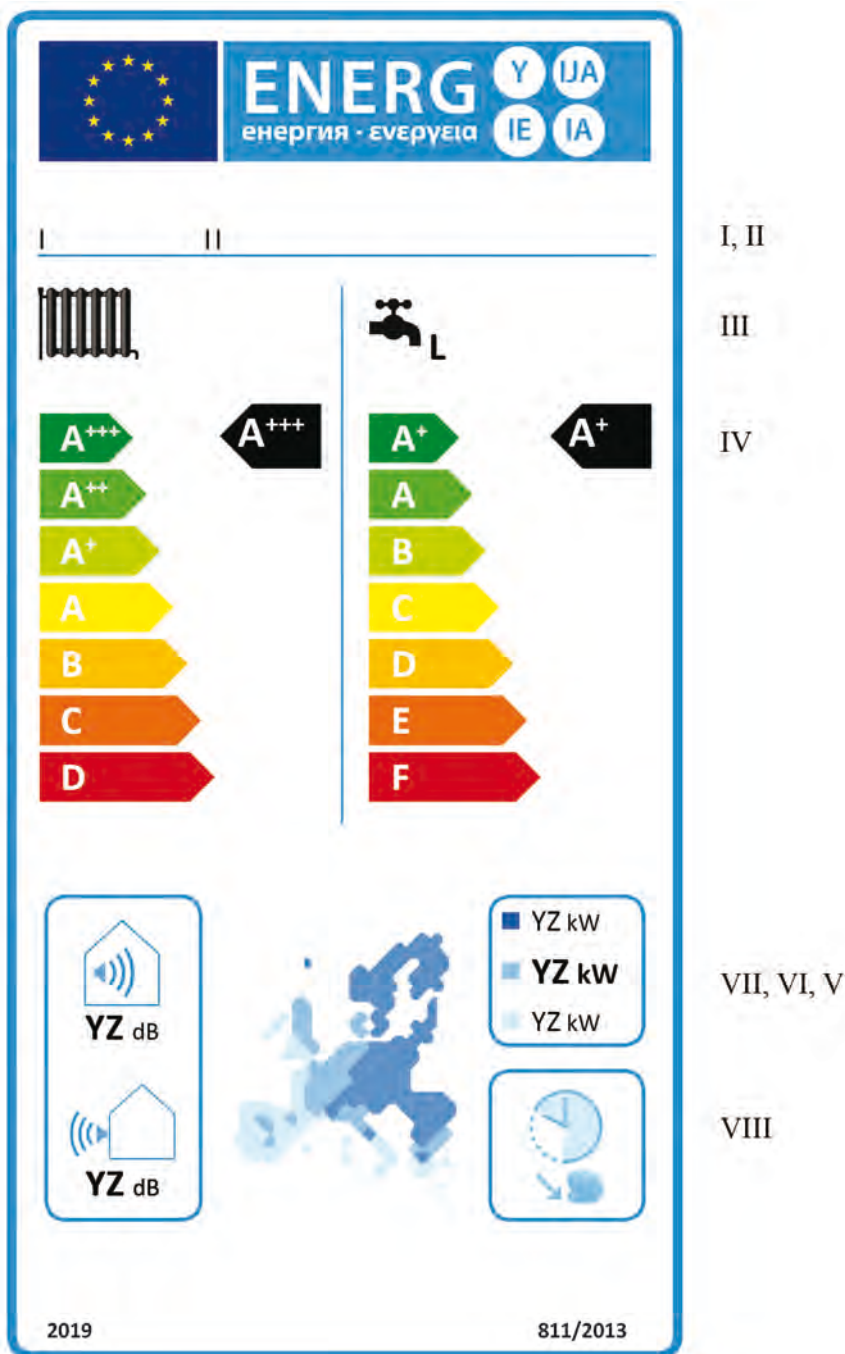 ENERG Y IJA
енергия · ενεργεια IE IA
I II I, II
L III
A+++ A+++ A+ A+ IV
A++ A
A+ B
A C
B D
C E
D F
YZ kW
YZ kW VII, VI, V
YZ dB YZ kW
VIII
YZ dB
2019 811/2013